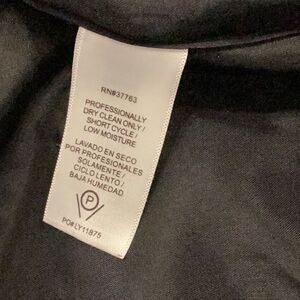 RN#37763
PROFESSIONALLY
DRY CLEAN ONLY/
SHORT CYCLE/
LOW MOISTURE
LAVADO EN SECO
POR PROFESIONALES
SOLAMENTE/
CICLO LENTO/
BAJA HUMEDAD
P
PO#LY11875